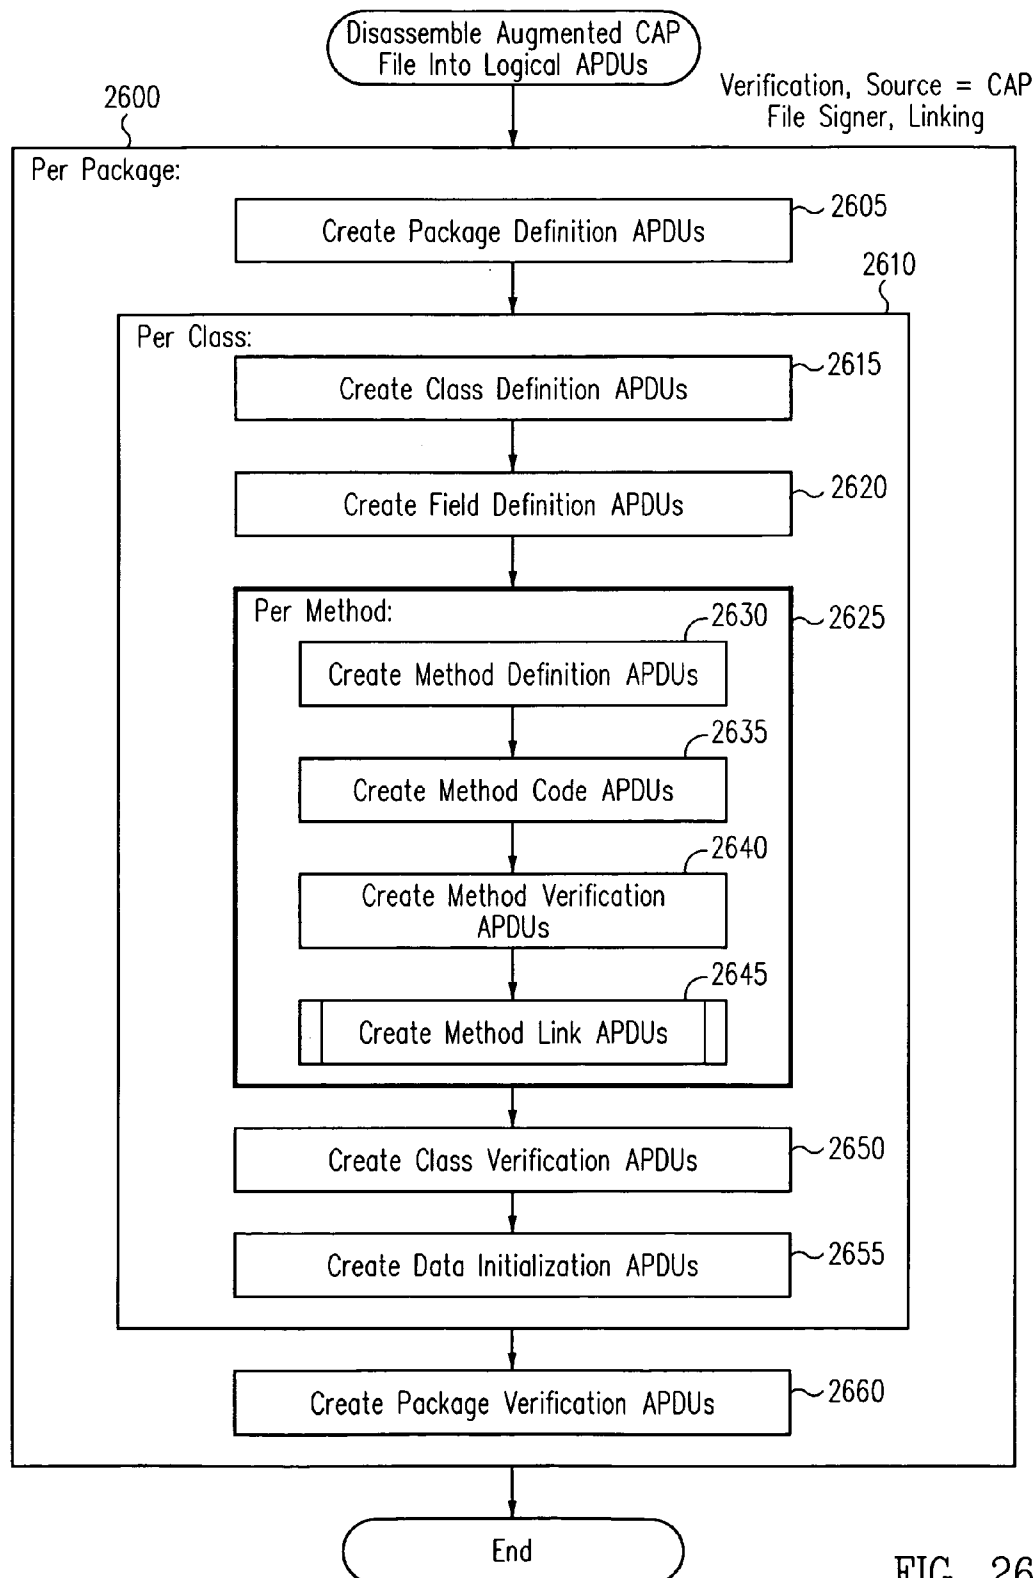 Disassemble Augmented CAP
File Into Logical APDUs
Verification, Source = CAP
File Signer, Linking
2600
Per Package:
2605
Create Package Definition APDUs
2610
Per Class:
2615
Create Class Definition APDUs
2620
Create Field Definition APDUs
2625
Per Method:
2630
Create Method Definition APDUs
2635
Create Method Code APDUs
2640
Create Method Verification
APDUs
2645
Create Method Link APDUs
2650
Create Class Verification APDUs
2655
Create Data Initialization APDUs
2660
Create Package Verification APDUs
End
FIG. 26